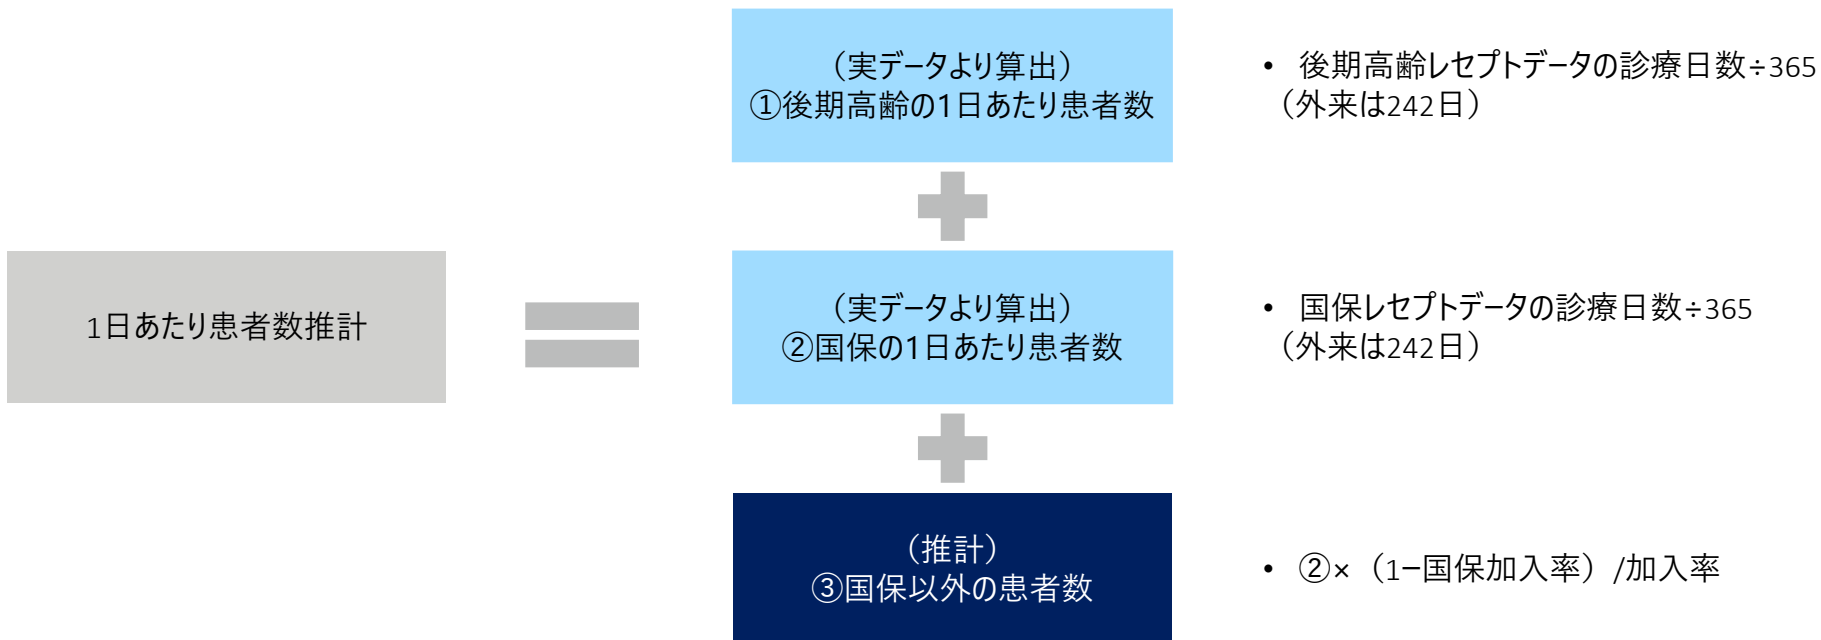 （実データより算出）
①後期高齢の1日あたり患者数
• 後期高齢レセプトデータの診療日数÷365
（外来は242日）
1日あたり患者数推計
（実データより算出）
②国保の1日あたり患者数
• 国保レセプトデータの診療日数÷365
（外来は242日）
（推計）
③国保以外の患者数
• ②×（1−国保加入率）/加入率